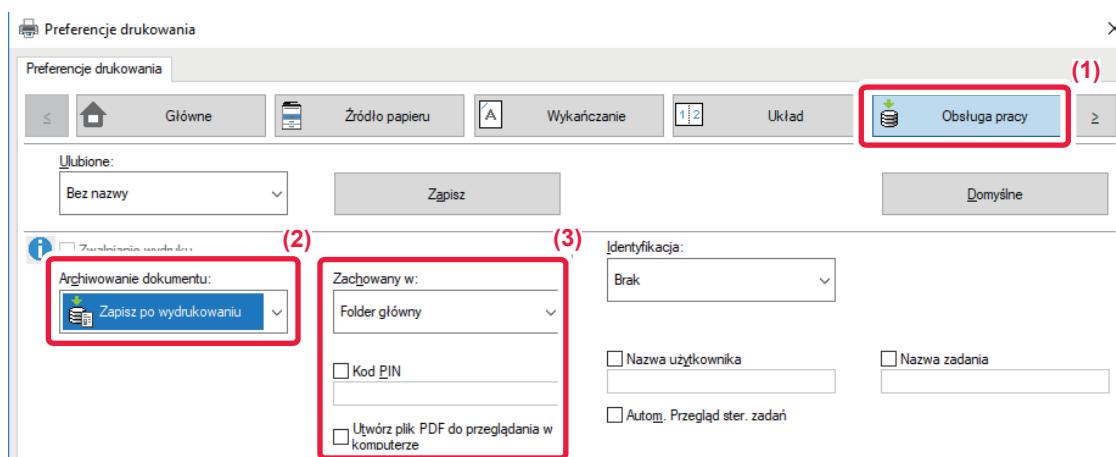 Preferencje drukowania
Preferencje drukowania
(1)
< Główne Źródło papieru Wykańczanie Układ Obsługa pracy >
Ulubione:
Bez nazwy Zapisz Domyślne
Zwalnianie wydruku
(2) (3)
Identyfikacja:
Archiwowanie dokumentu: Zachowany w:
Brak
Zapisz po wydrukowaniu Folder główny
Nazwa użytkownika Nazwa zadania
Kod PIN
Autom. Przegląd ster. zadań
Utwórz plik PDF do przeglądania w
komputerze